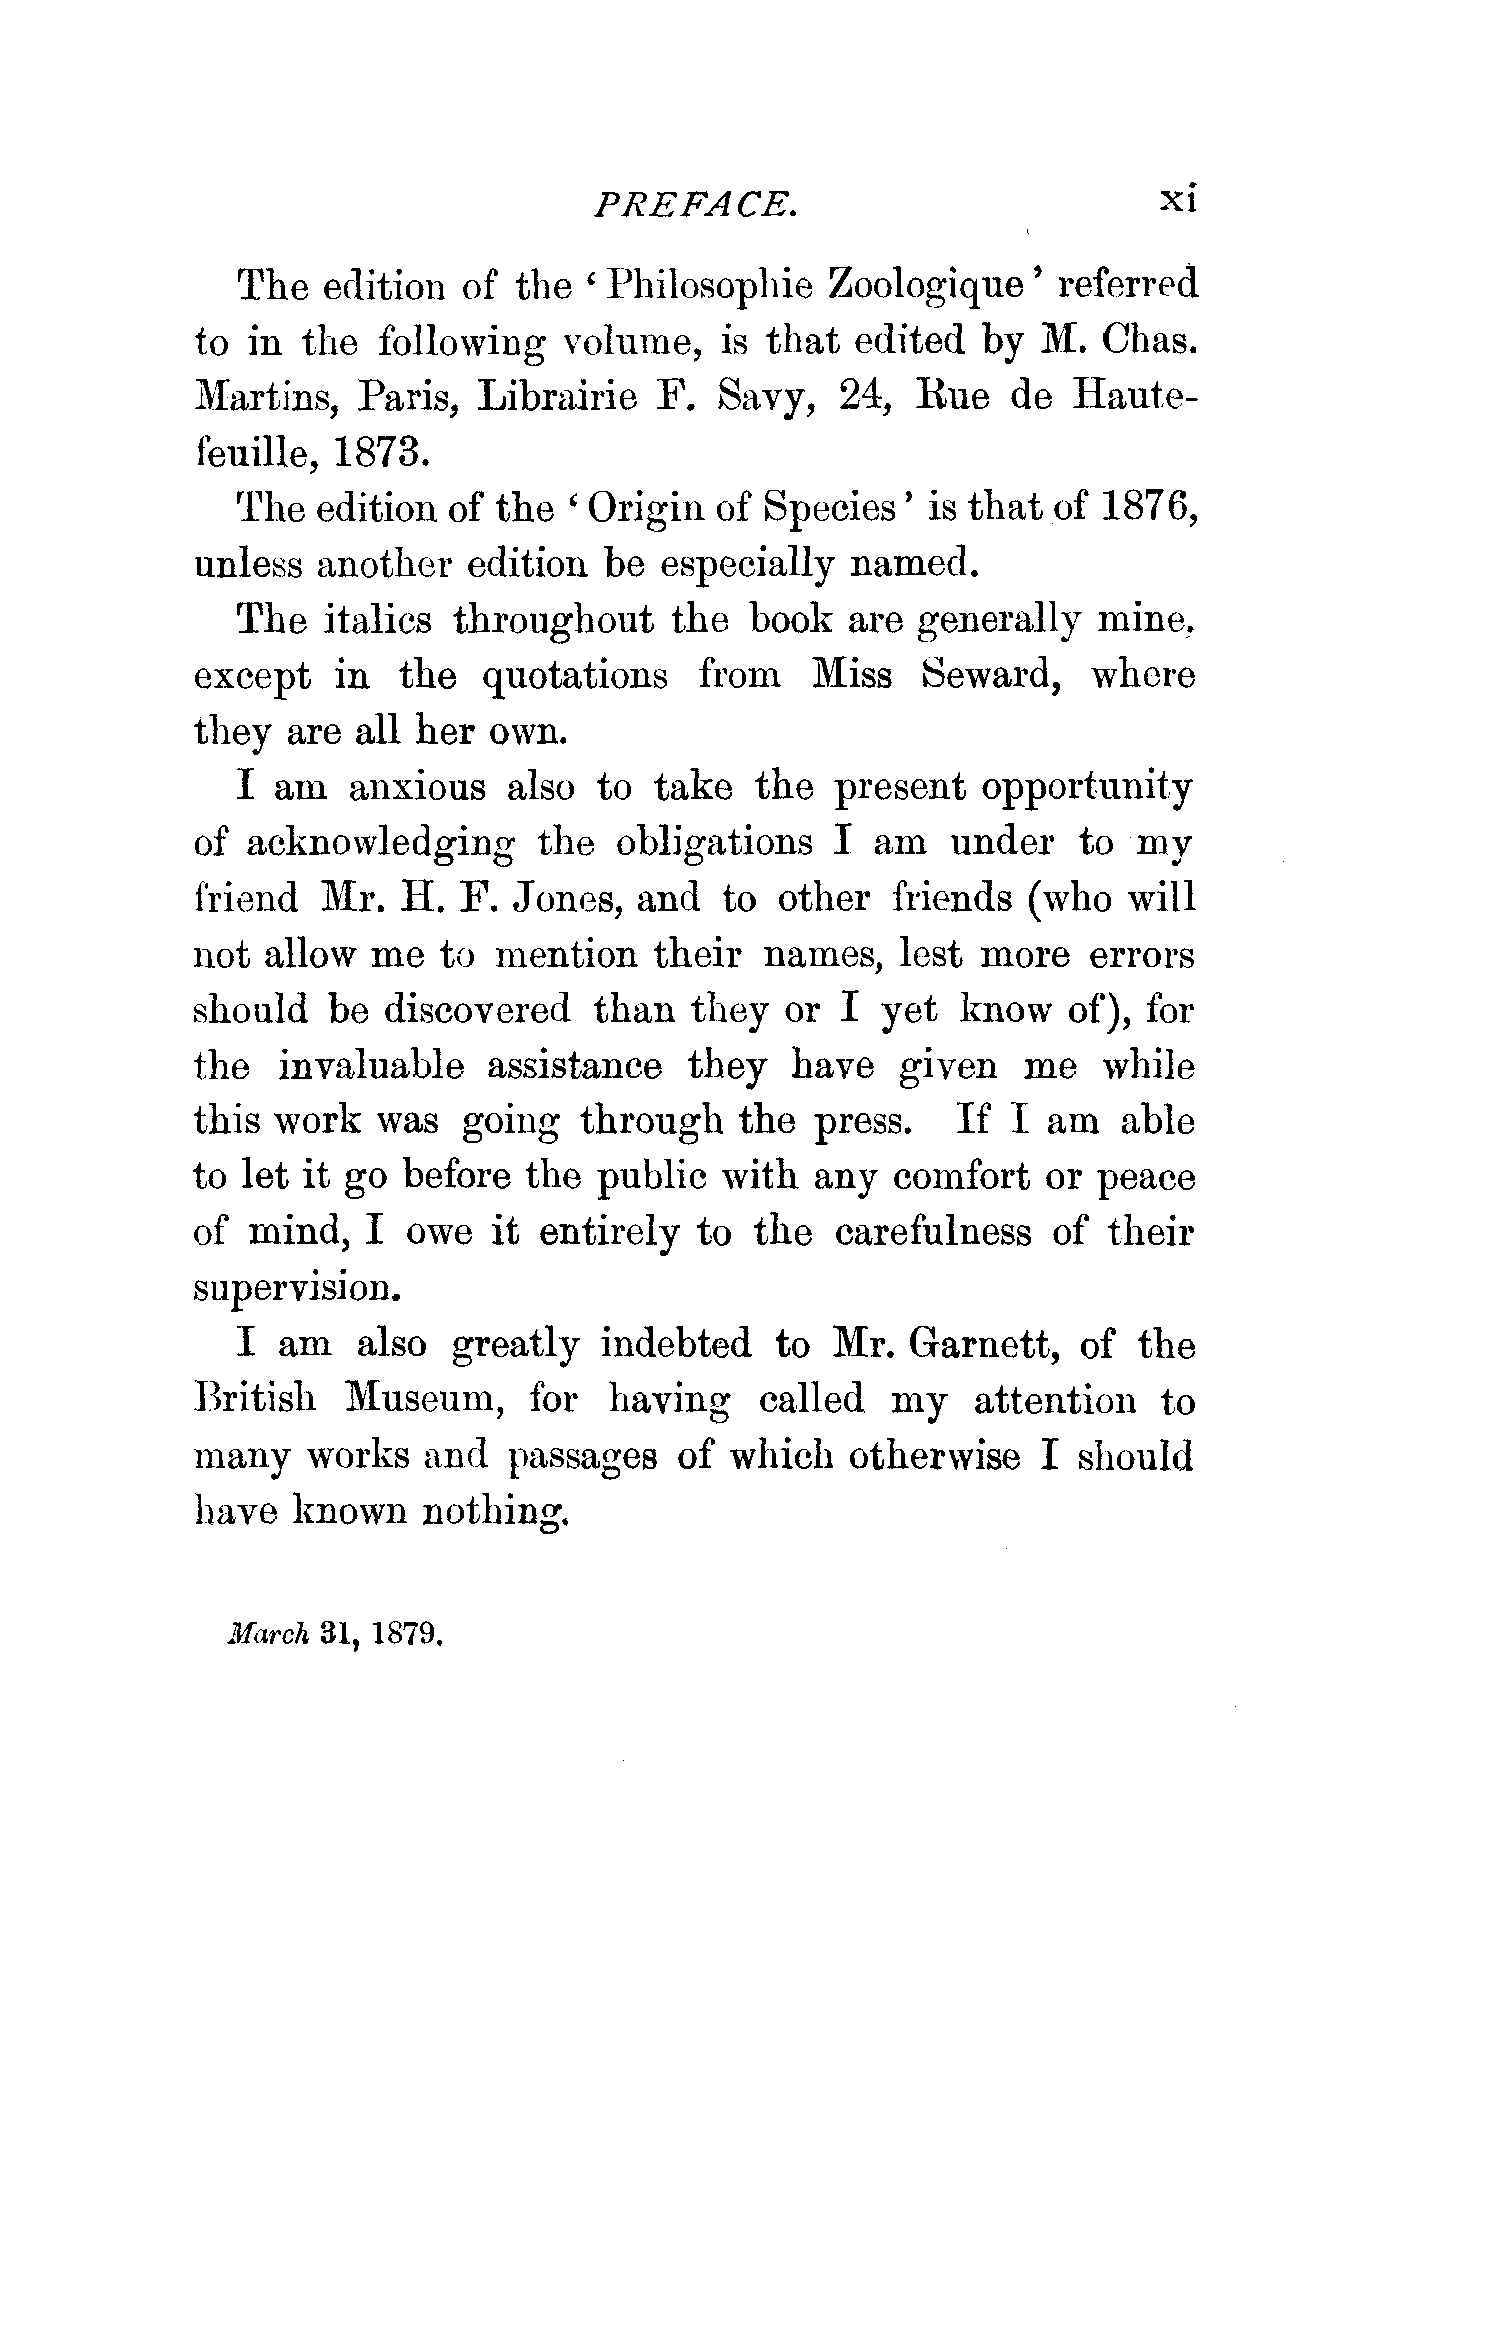 PREFACE. xi
The edition of the ‘Philosophie Zoologique’ referred
to in the following volume, is that edited by M. Chas.
Martins, Paris, Librairie F. Savy, 24, Rue de Haute-
feuille, 1873.
The edition of the ‘Origin of Species’ is that of 1876,
unless another edition be especially named.
The italics throughout the book are generally mine,
except in the quotations from Miss Seward, where
they are all her own.
I am anxious also to take the present opportunity
of acknowledging the obligations I am under to my
friend Mr. H. F. Jones, and to other friends (who will
not allow me to mention their names, lest more errors
should be discovered than they or I yet know of), for
the invaluable assistance they have given me while
this work was going through the press. If I am able
to let it go before the public with any comfort or peace
of mind, I owe it entirely to the carefulness of their
supervision.
I am also greatly indebted to Mr. Garnett, of the
British Museum, for having called my attention to
many works and passages of which otherwise I should
have known nothing.
March 31, 1879.